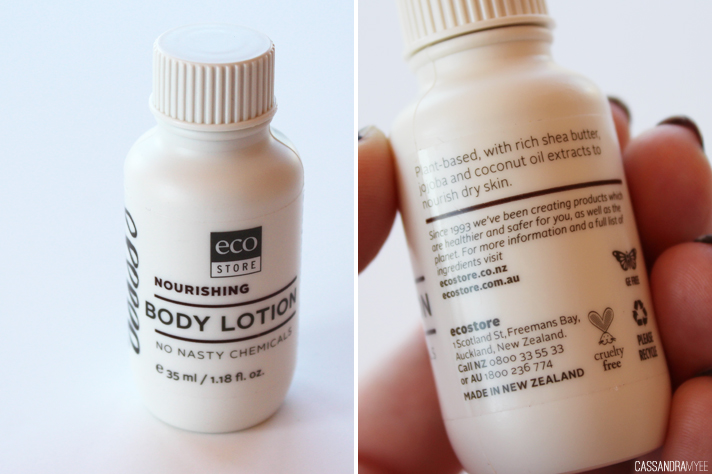 eco
STORE
NOURISHING
BODY LOTION
NO NASTY CHEMICALS
e 35 ml / 1.18 fl. oz.
Plant-based, with rich shea butter,
jojoba and coconut oil extracts to
nourish dry skin.
Since 1993 we've been creating products which
are healthier and safer for you, as well as the
planet. For more information and a full list of
ingredients visit
ecostore.co.nz
ecostore.com.au
ecostore
1 Scotland St, Freemans Bay,
Auckland, New Zealand.
Call NZ 0800 33 55 33
or AU 1800 236 774
MADE IN NEW ZEALAND
GE FREE
cruelty
free
PLEASE
RECYCLE
CASSANDRAMYEE